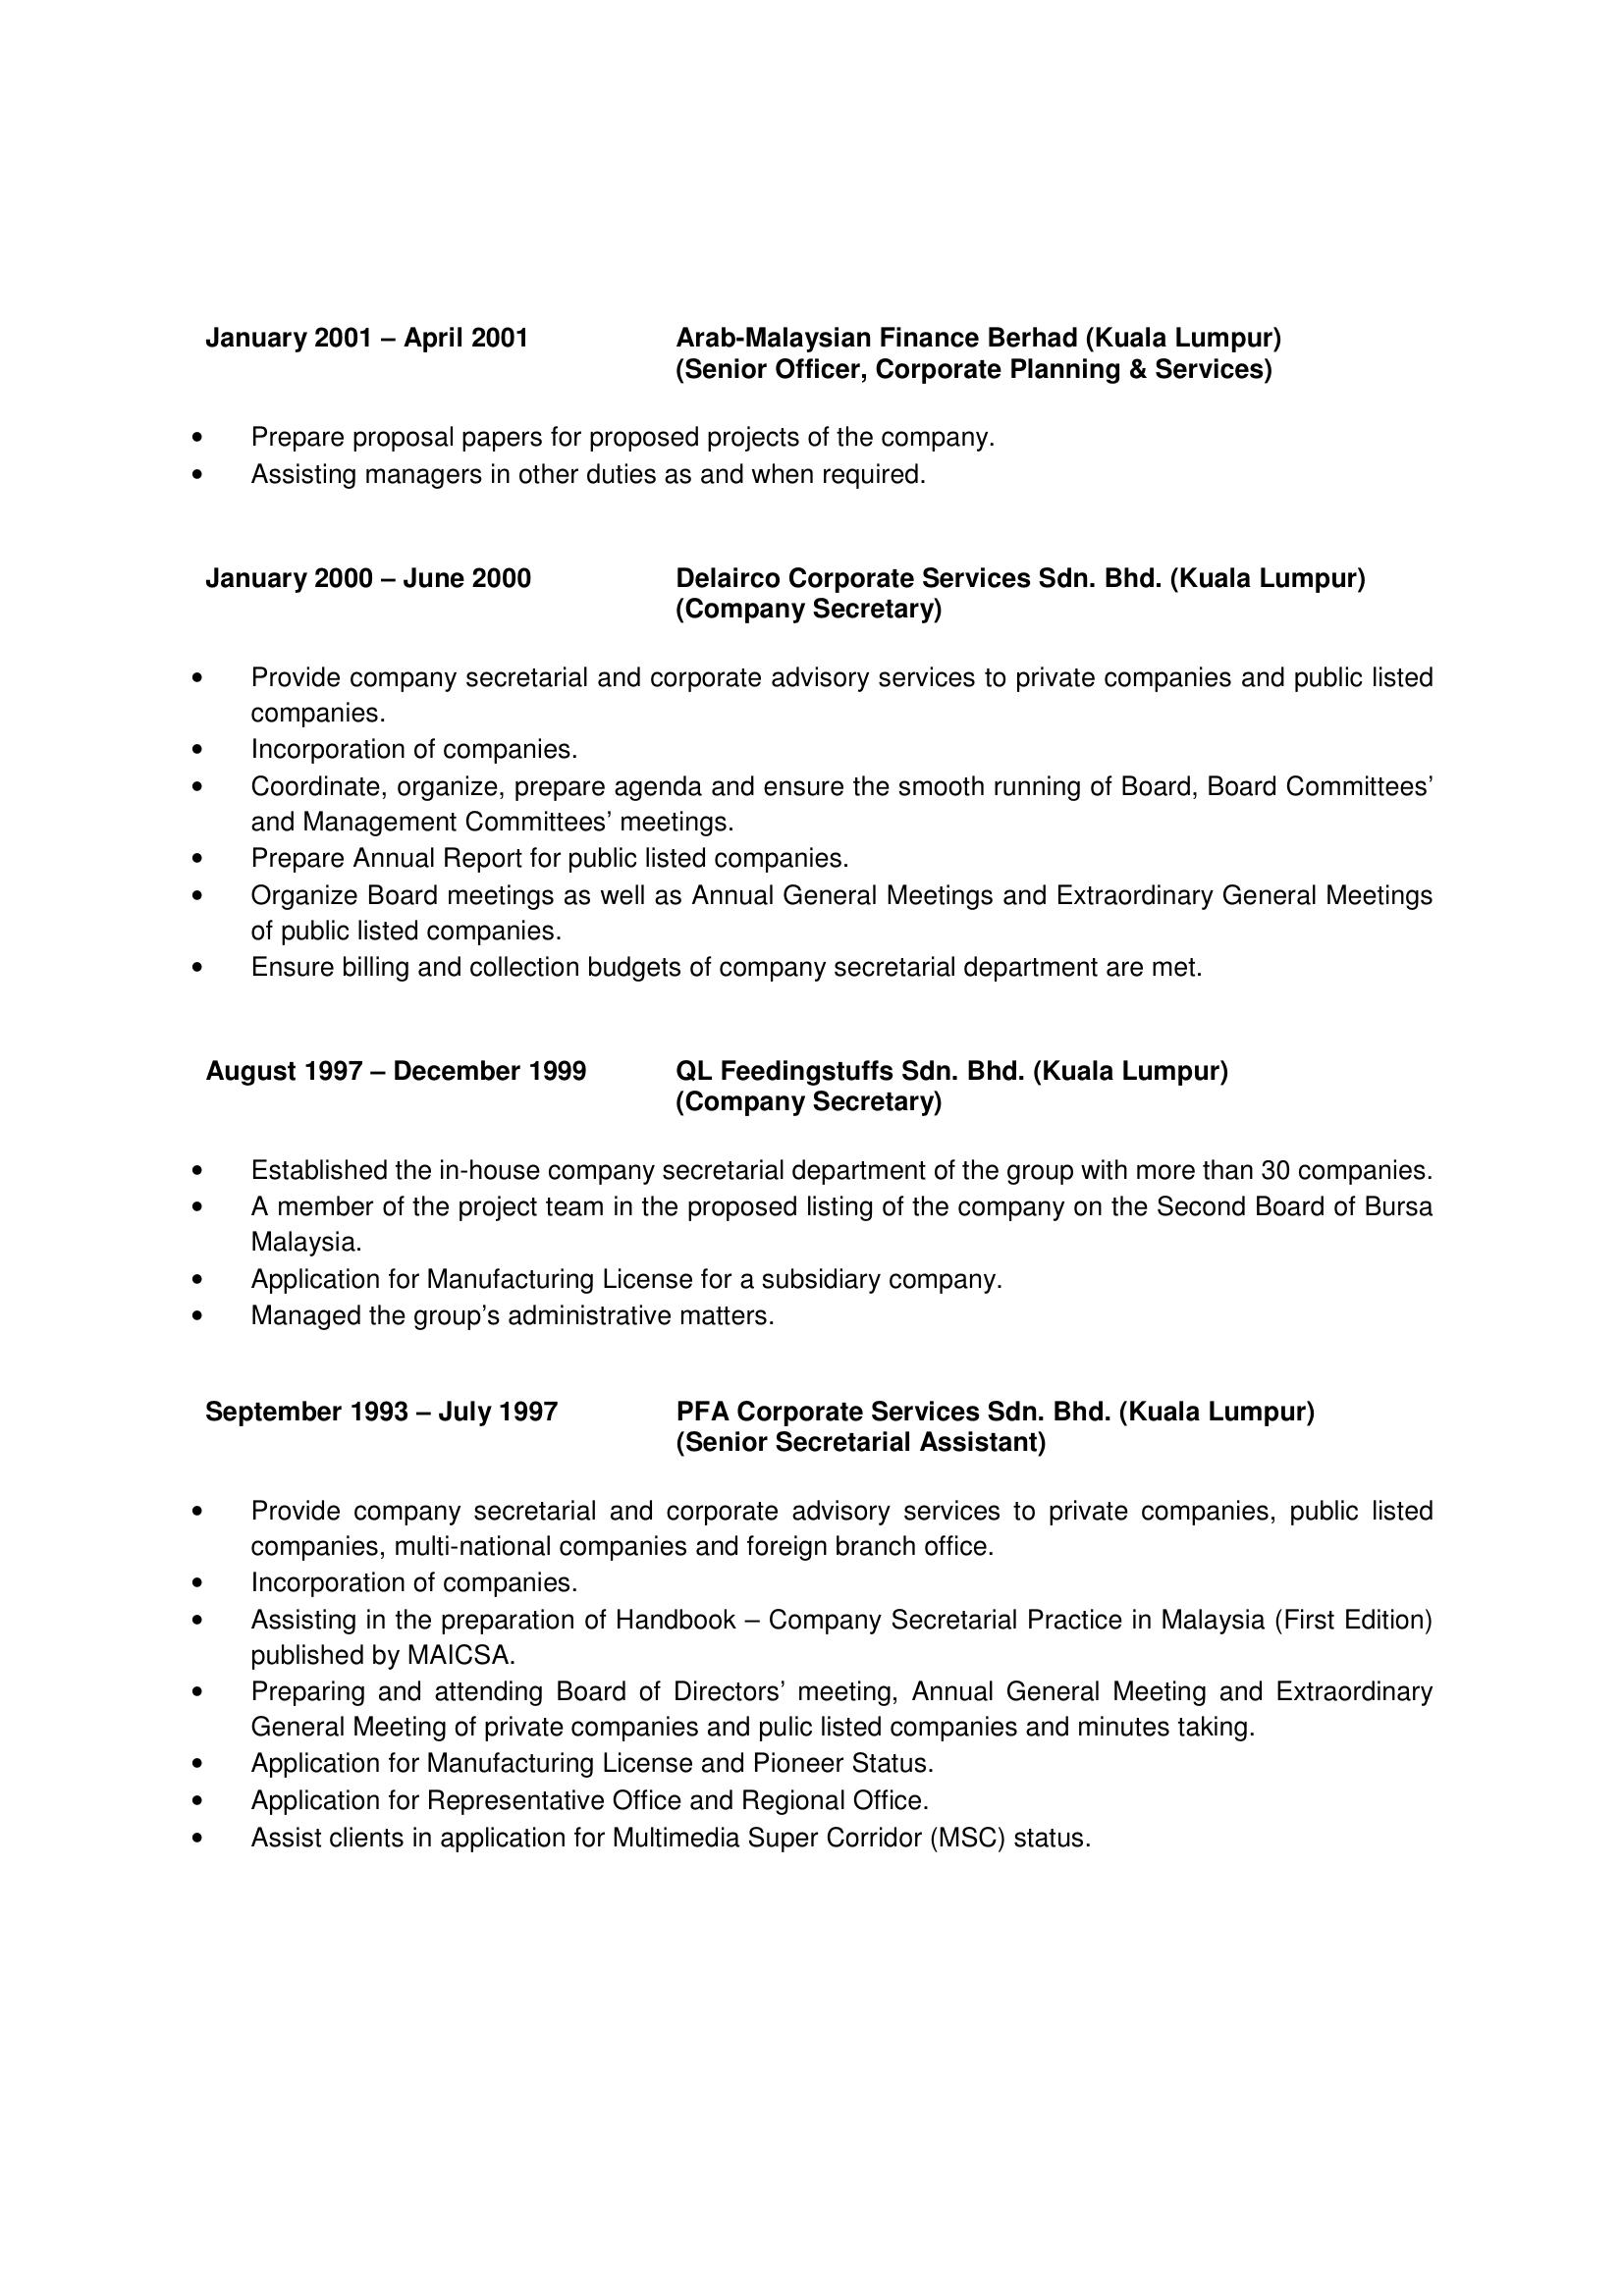 January 2001 – April 2001 Arab-Malaysian Finance Berhad (Kuala Lumpur)
(Senior Officer, Corporate Planning & Services)
• Prepare proposal papers for proposed projects of the company.
• Assisting managers in other duties as and when required.
January 2000 – June 2000 Delairco Corporate Services Sdn. Bhd. (Kuala Lumpur)
(Company Secretary)
• Provide company secretarial and corporate advisory services to private companies and public listed
companies.
• Incorporation of companies.
• Coordinate, organize, prepare agenda and ensure the smooth running of Board, Board Committees’
and Management Committees’ meetings.
• Prepare Annual Report for public listed companies.
• Organize Board meetings as well as Annual General Meetings and Extraordinary General Meetings
of public listed companies.
• Ensure billing and collection budgets of company secretarial department are met.
August 1997 – December 1999 QL Feedingstuffs Sdn. Bhd. (Kuala Lumpur)
(Company Secretary)
• Established the in-house company secretarial department of the group with more than 30 companies.
• A member of the project team in the proposed listing of the company on the Second Board of Bursa
Malaysia.
• Application for Manufacturing License for a subsidiary company.
• Managed the group’s administrative matters.
September 1993 – July 1997 PFA Corporate Services Sdn. Bhd. (Kuala Lumpur)
(Senior Secretarial Assistant)
• Provide company secretarial and corporate advisory services to private companies, public listed
companies, multi-national companies and foreign branch office.
• Incorporation of companies.
• Assisting in the preparation of Handbook – Company Secretarial Practice in Malaysia (First Edition)
published by MAICSA.
• Preparing and attending Board of Directors’ meeting, Annual General Meeting and Extraordinary
General Meeting of private companies and pulic listed companies and minutes taking.
• Application for Manufacturing License and Pioneer Status.
• Application for Representative Office and Regional Office.
• Assist clients in application for Multimedia Super Corridor (MSC) status.